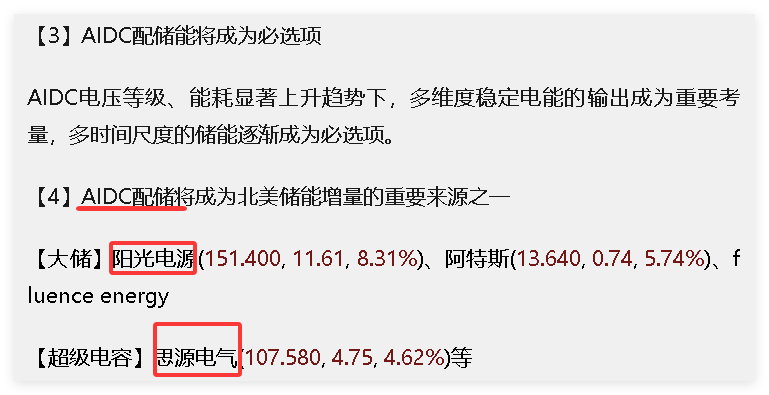 【3】AIDC配储能将成为必选项
AIDC电压等级、能耗显著上升趋势下，多维度稳定电能的输出成为重要考
量，多时间尺度的储能逐渐成为必选项。
【4】AIDC配储将成为北美储能增量的重要来源之一
【大储】阳光电源(151.400, 11.61, 8.31%)、阿特斯(13.640, 0.74, 5.74%)、f
luence energy
【超级电容】思源电气(107.580, 4.75, 4.62%)等